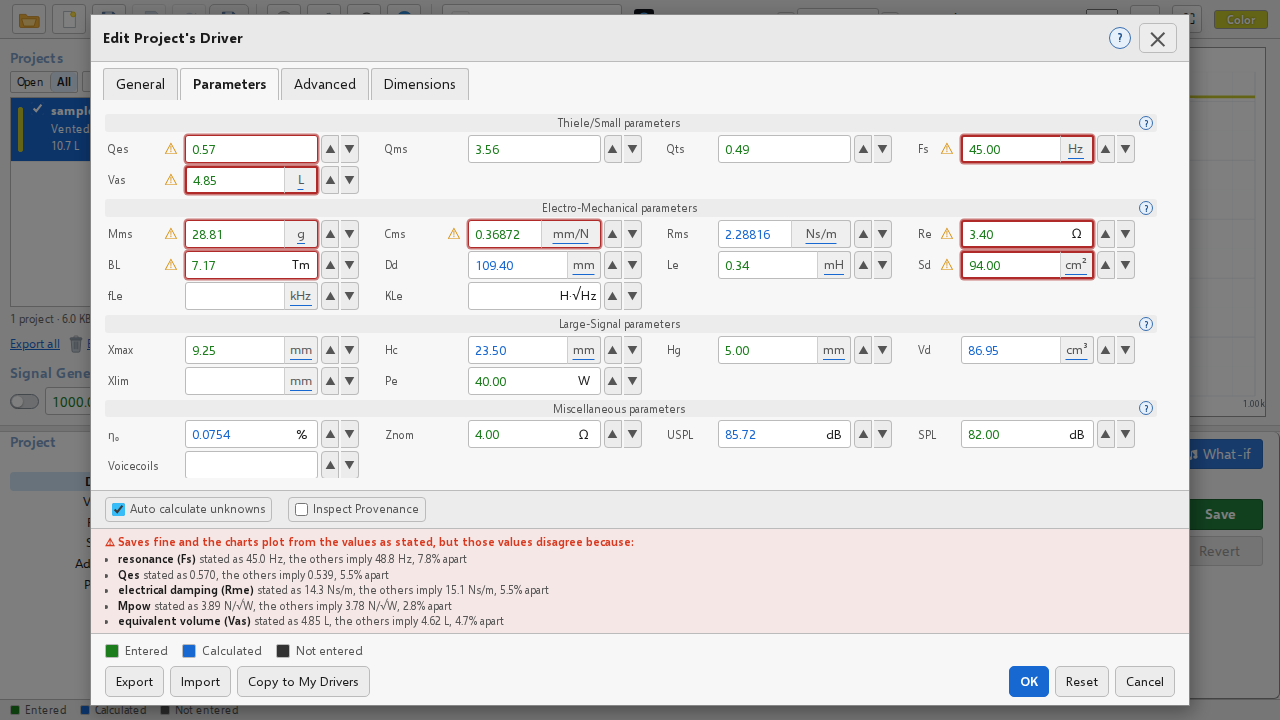 Color
Edit Project's Driver
?
Projects
Open All
General Parameters Advanced Dimensions
sampl
Vented
10.7 L
Thiele/Small parameters ?
Qes ⚠ 0.57 Qms 3.56 Qts 0.49 Fs ⚠ 45.00 Hz
Vas ⚠ 4.85 L
Electro-Mechanical parameters ?
Mms ⚠ 28.81 g Cms ⚠ 0.36872 mm/N Rms 2.28816 Ns/m Re ⚠ 3.40 Ω
BL ⚠ 7.17 Tm Dd 109.40 mm Le 0.34 mH Sd ⚠ 94.00 cm²
fLe kHz KLe H·√Hz
1 project · 6.0 KB
Large-Signal parameters ?
Export all
Xmax 9.25 mm Hc 23.50 mm Hg 5.00 mm Vd 86.95 cm³
Signal Gene
Xlim mm Pe 40.00 W
1000.0
1.00k
Miscellaneous parameters ?
Project
ηₒ 0.0754 % Znom 4.00 Ω USPL 85.72 dB SPL 82.00 dB
What-if
Voicecoils
Auto calculate unknowns Inspect Provenance
Save
⚠ Saves fine and the charts plot from the values as stated, but those values disagree because:
• resonance (Fs) stated as 45.0 Hz, the others imply 48.8 Hz, 7.8% apart
Revert
• Qes stated as 0.570, the others imply 0.539, 5.5% apart
• electrical damping (Rme) stated as 14.3 Ns/m, the others imply 15.1 Ns/m, 5.5% apart
• Mpow stated as 3.89 N/√W, the others imply 3.78 N/√W, 2.8% apart
• equivalent volume (Vas) stated as 4.85 L, the others imply 4.62 L, 4.7% apart
Entered Calculated Not entered
Export Import Copy to My Drivers OK Reset Cancel
Entered Calculated Not entered